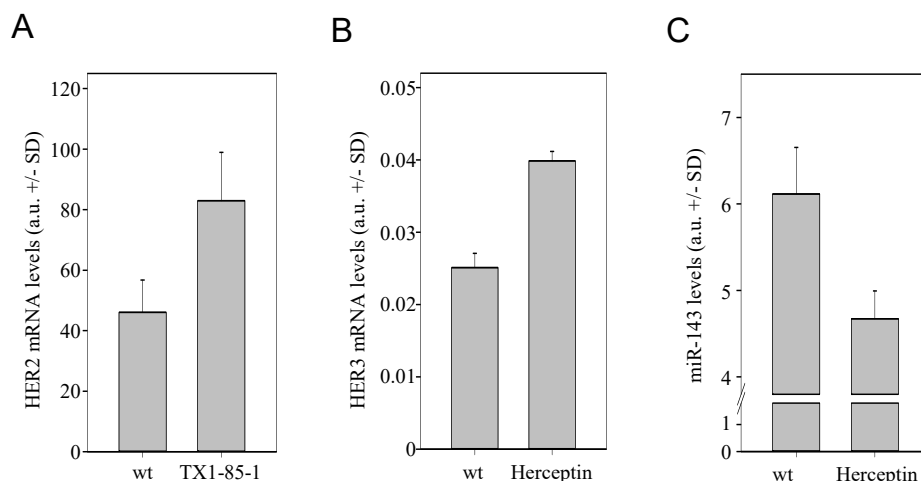 A
HER2 mRNA levels (a.u. +/- SD)
120
100
80
60
40
20
0
wt TX1-85-1
B
HER3 mRNA levels (a.u. +/- SD)
0.05
0.04
0.03
0.02
0.01
0
wt Herceptin
C
miR-143 levels (a.u. +/- SD)
7
6
5
4
1
0
wt Herceptin